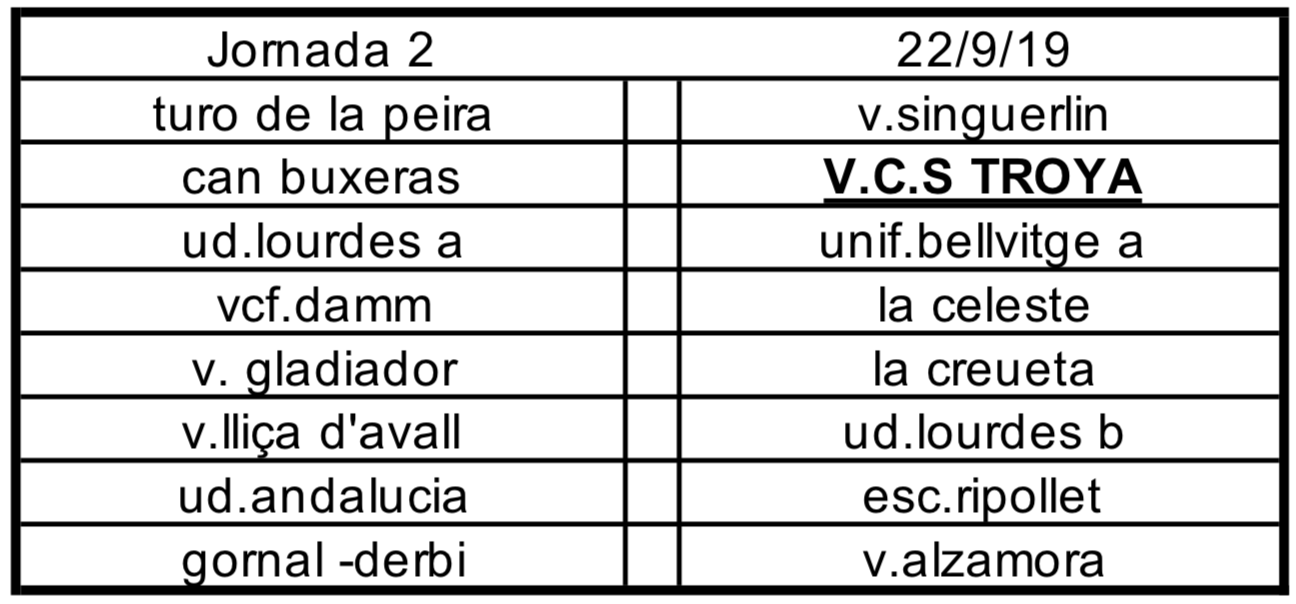 Jornada 2 22/9/19
turo de la peira v.singuerlin
can buxeras V.C.S TROYA
ud.lourdes a unif.bellvitge a
vcf.damm la celeste
v. gladiador la creueta
v.lliça d'avall ud.lourdes b
ud.andalucia esc.ripollet
gornal -derbi v.alzamora